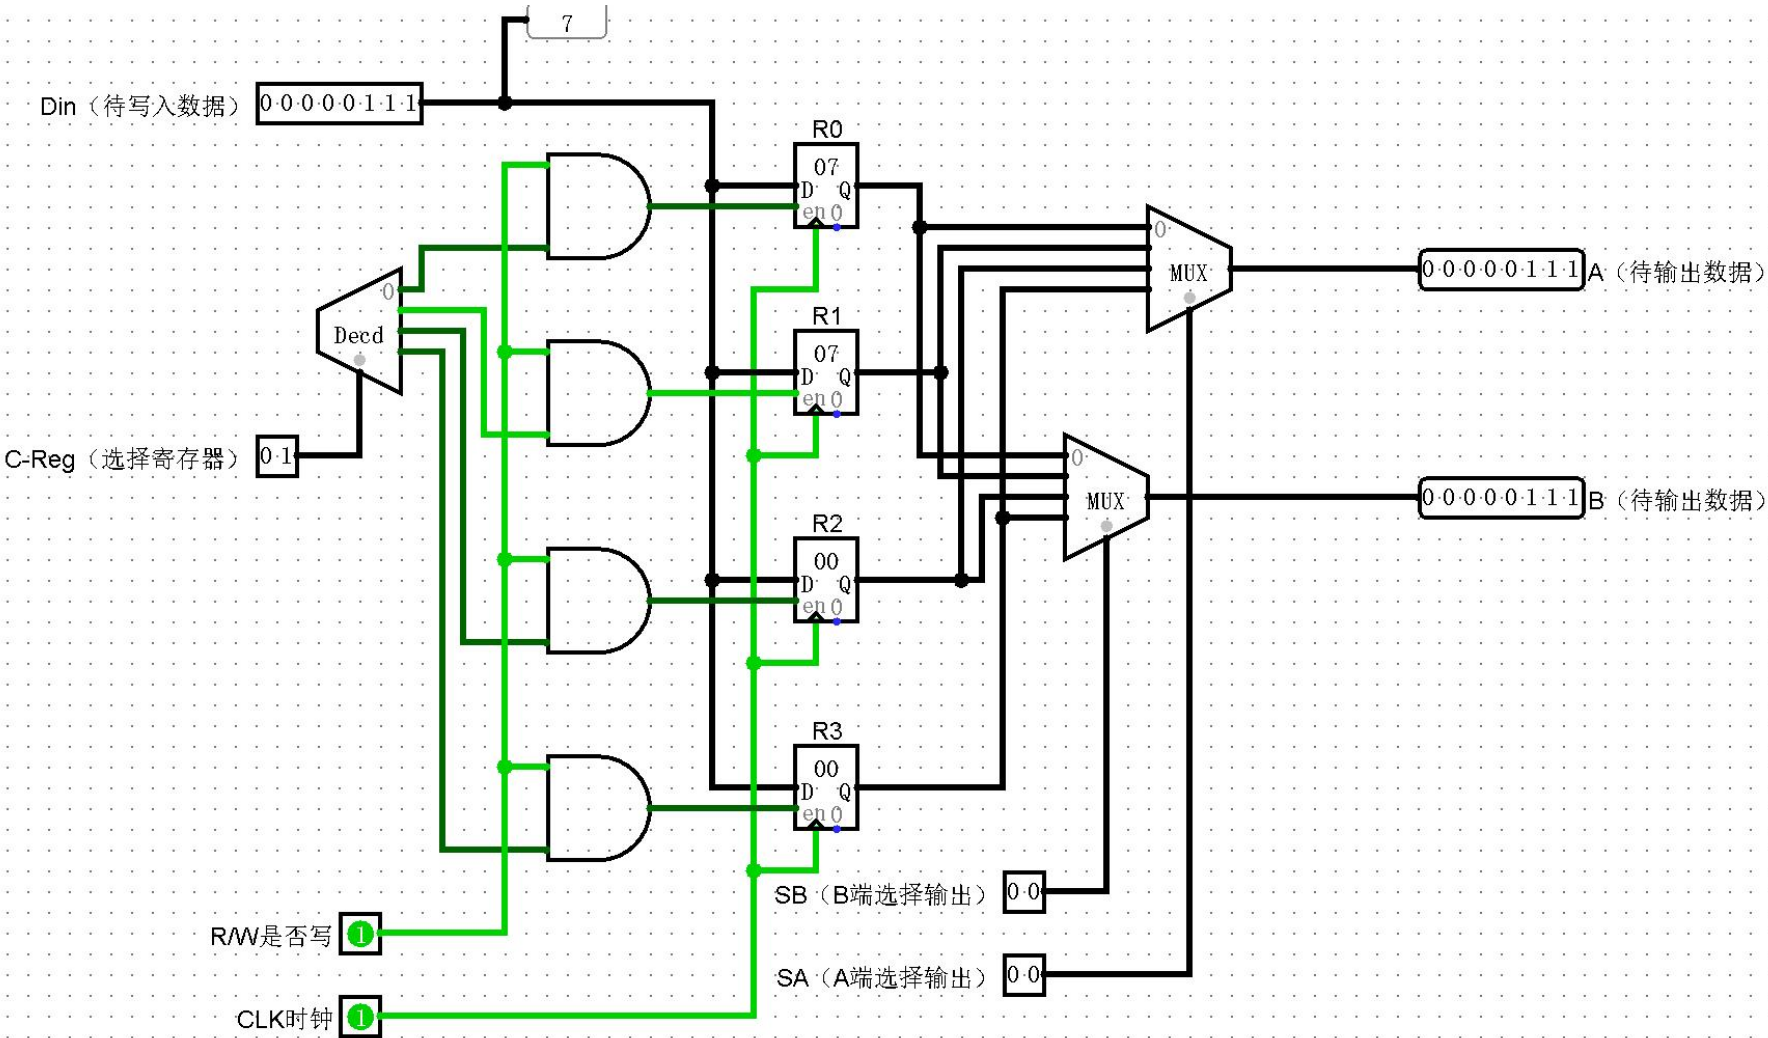 7
Din（待写入数据）
0 0 0 0 0 1 1 1
R0
07
D Q
en 0
0
MUX
0 0 0 0 0 1 1 1
A（待输出数据）
0
Decd
R1
07
D Q
en 0
C-Reg（选择寄存器）
0 1
0
MUX
0 0 0 0 0 1 1 1
B（待输出数据）
R2
00
D Q
en 0
R3
00
D Q
en 0
SB（B端选择输出）
0 0
R/W是否写
1
SA（A端选择输出）
0 0
CLK时钟
1